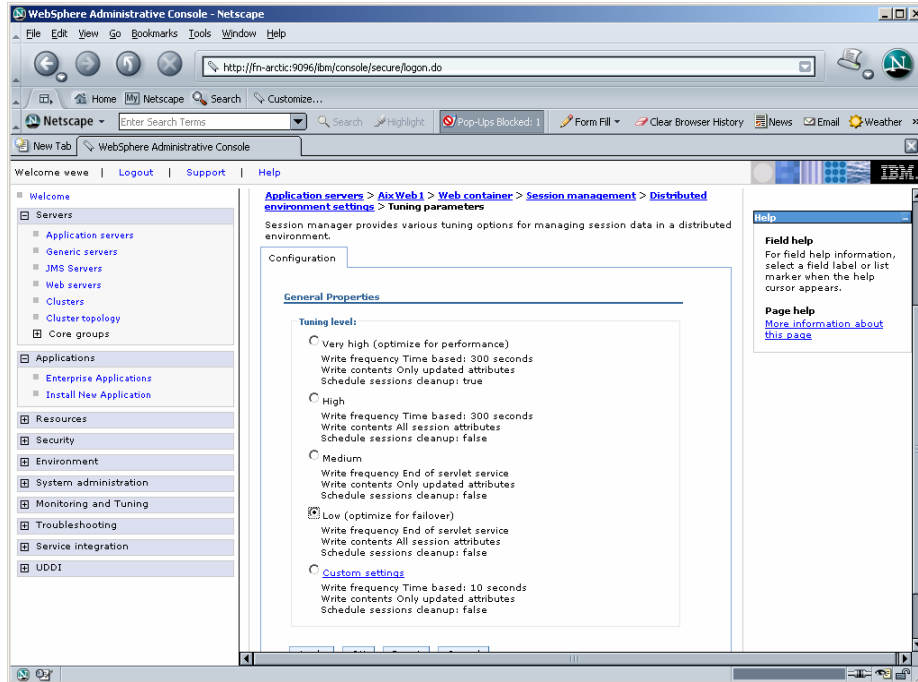 WebSphere Administrative Console - Netscape
File Edit View Go Bookmarks Tools Window Help
http://fn-arctic:9096/ibm/console/secure/logon.do
Home My Netscape Search Customize...
Netscape Enter Search Terms Search Highlight Pop-Ups Blocked: 1 Form Fill Clear Browser History News Email Weather »
New Tab WebSphere Administrative Console
Welcome wewe | Logout | Support | Help
IBM.
Welcome
Servers
Application servers
Generic servers
JMS Servers
Web servers
Clusters
Cluster topology
Core groups
Applications
Enterprise Applications
Install New Application
Resources
Security
Environment
System administration
Monitoring and Tuning
Troubleshooting
Service integration
UDDI
Application servers > AixWeb1 > Web container > Session management > Distributed
environment settings > Tuning parameters
Session manager provides various tuning options for managing session data in a distributed
environment.
Configuration
General Properties
Tuning level:
Very high (optimize for performance)
Write frequency Time based: 300 seconds
Write contents Only updated attributes
Schedule sessions cleanup: true
High
Write frequency Time based: 300 seconds
Write contents All session attributes
Schedule sessions cleanup: false
Medium
Write frequency End of servlet service
Write contents Only updated attributes
Schedule sessions cleanup: false
Low (optimize for failover)
Write frequency End of servlet service
Write contents All session attributes
Schedule sessions cleanup: false
Custom settings
Write frequency Time based: 10 seconds
Write contents Only updated attributes
Schedule sessions cleanup: false
Help
Field help
For field help information,
select a field label or list
marker when the help
cursor appears.
Page help
More information about
this page